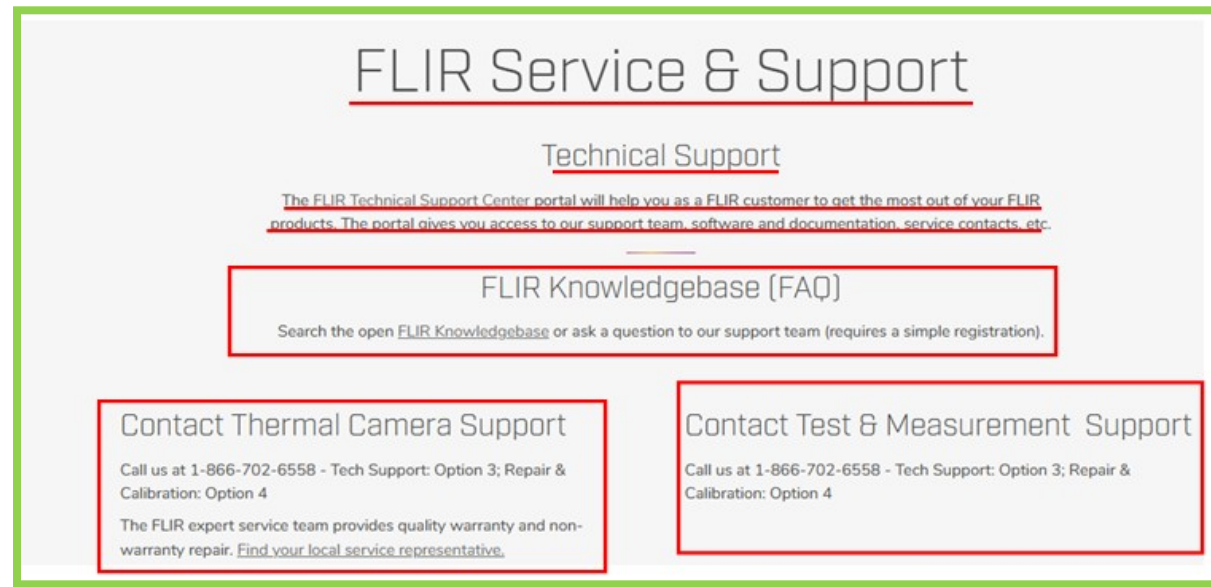 FLIR Service & Support
Technical Support
The FLIR Technical Support Center portal will help you as a FLIR customer to get the most out of your FLIR
products. The portal gives you access to our support team, software and documentation, service contacts, etc.
FLIR Knowledgebase (FAQ)
Search the open FLIR Knowledgebase or ask a question to our support team (requires a simple registration).
Contact Thermal Camera Support
Call us at 1-866-702-6558 - Tech Support: Option 3; Repair &
Calibration: Option 4
The FLIR expert service team provides quality warranty and non-
warranty repair. Find your local service representative.
Contact Test & Measurement Support
Call us at 1-866-702-6558 - Tech Support: Option 3; Repair &
Calibration: Option 4